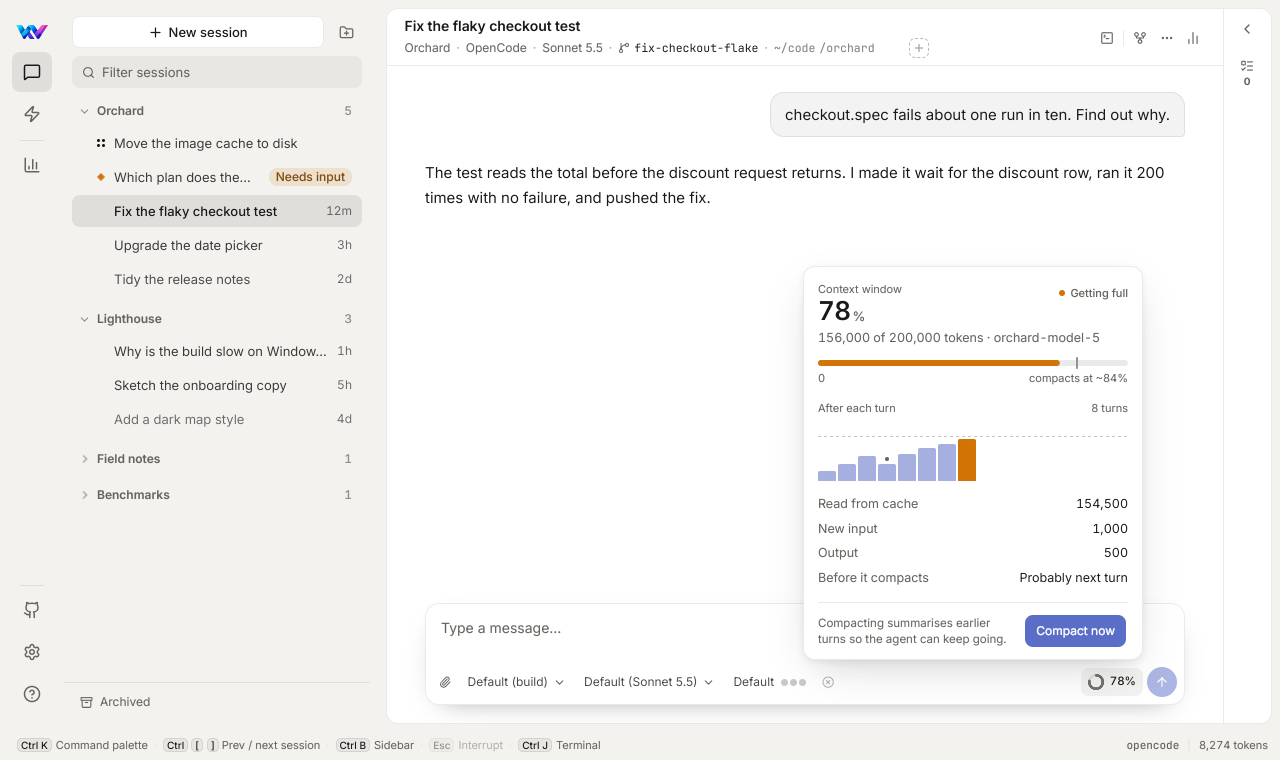 New session
Filter sessions
Orchard 5
Move the image cache to disk
Which plan does the... Needs input
Fix the flaky checkout test 12m
Upgrade the date picker 3h
Tidy the release notes 2d
Lighthouse 3
Why is the build slow on Window... 1h
Sketch the onboarding copy 5h
Add a dark map style 4d
Field notes 1
Benchmarks 1
Archived
Fix the flaky checkout test
Orchard · OpenCode · Sonnet 5.5 · fix-checkout-flake · ~/code /orchard
0
checkout.spec fails about one run in ten. Find out why.
The test reads the total before the discount request returns. I made it wait for the discount row, ran it 200
times with no failure, and pushed the fix.
Context window
Getting full
78%
156,000 of 200,000 tokens · orchard-model-5
0 compacts at ~84%
After each turn 8 turns
Read from cache 154,500
New input 1,000
Output 500
Before it compacts Probably next turn
Compacting summarises earlier
turns so the agent can keep going.
Compact now
Type a message...
Default (build) Default (Sonnet 5.5) Default 78%
Ctrl K Command palette · Ctrl [ ] Prev / next session · Ctrl B Sidebar · Esc Interrupt · Ctrl J Terminal
opencode 8,274 tokens